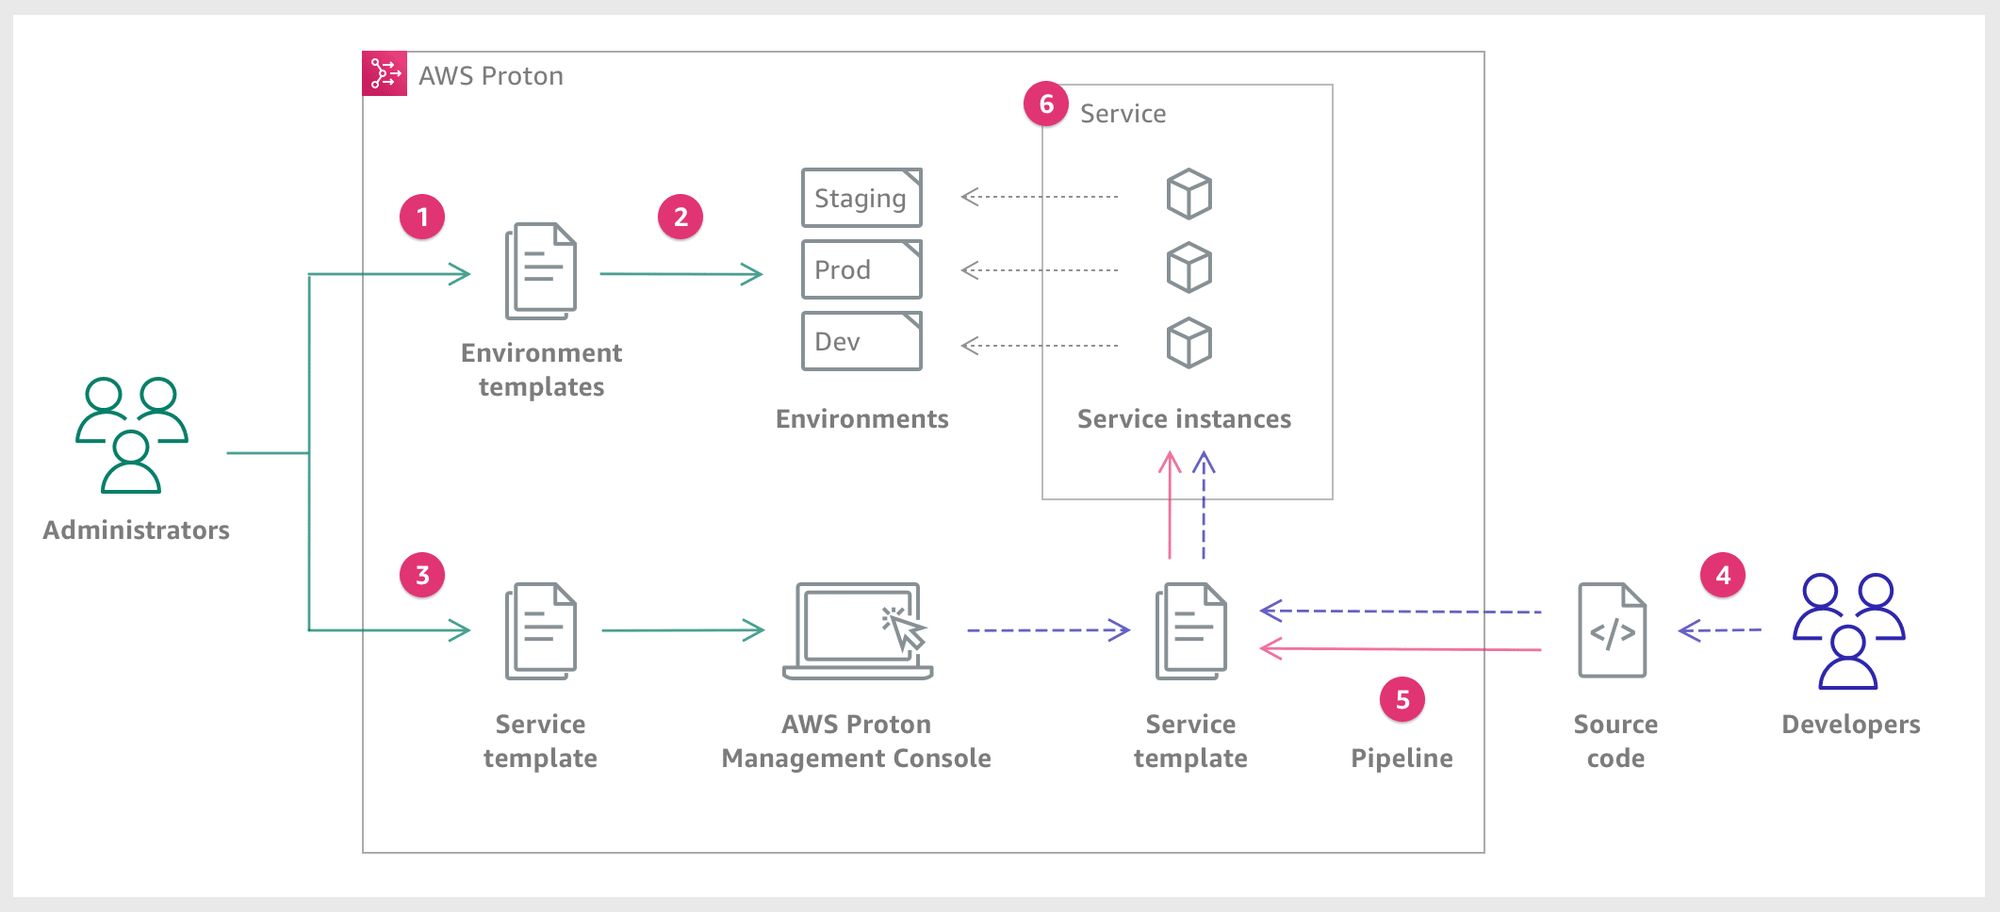 AWS Proton
6
Service
1
2
Staging
Prod
Dev
Environment
templates
Environments
Service instances
Administrators
3
4
5
Service
template
AWS Proton
Management Console
Service
template
Pipeline
Source
code
</>
Developers